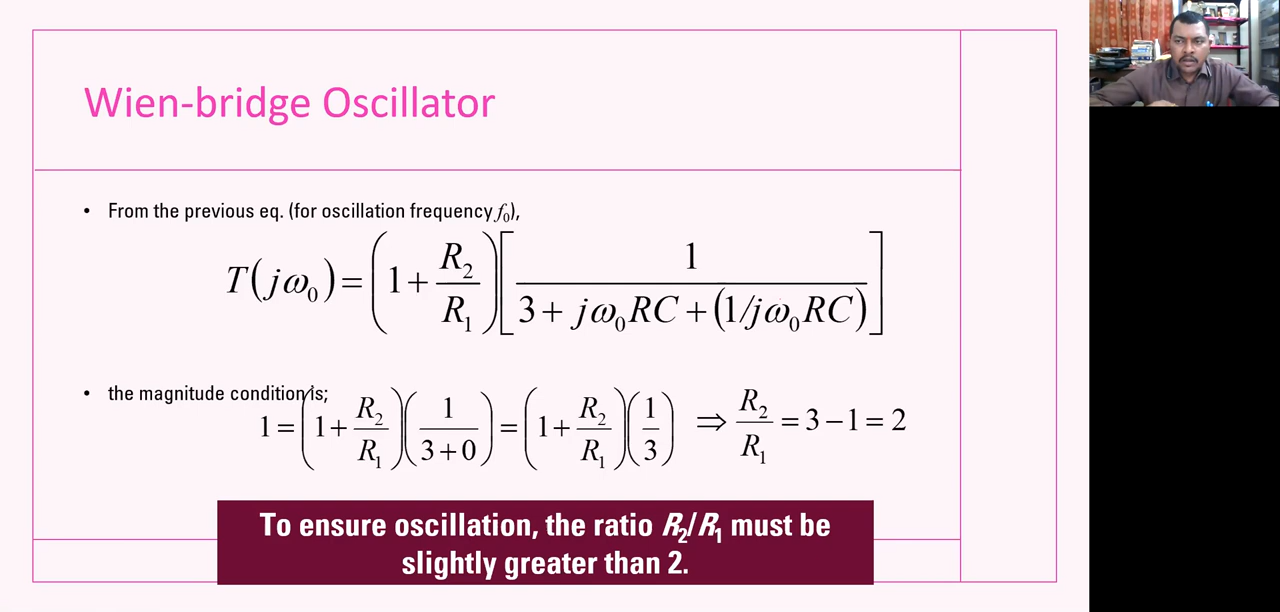 Wien-bridge Oscillator
• From the previous eq. (for oscillation frequency f₀),
T(jω₀) = (1 + R₂/R₁) [1 / (3 + jω₀RC + (1/jω₀RC))]
• the magnitude condition is;
1 = (1 + R₂/R₁) (1/(3+0)) = (1 + R₂/R₁) (1/3) ⇒ R₂/R₁ = 3 − 1 = 2
To ensure oscillation, the ratio R₂/R₁ must be
slightly greater than 2.